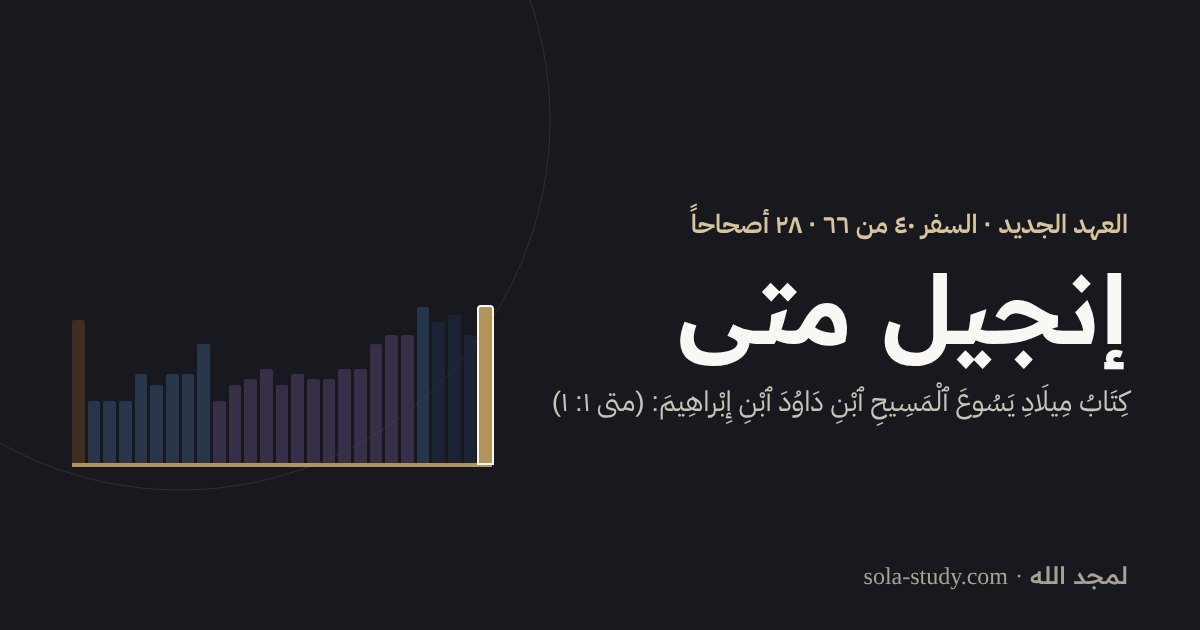 العهد الجديد · السفر ٤٠ من ٦٦ · ٢٨ أصحاحاً
إنجيل متى
كِتَابُ مِيلَادِ يَسُوعَ ٱلْمَسِيحِ ٱبْنِ دَاوُدَ ٱبْنِ إِبْراهِيمَ: (متى ١: ١)
لمجد الله · sola-study.com